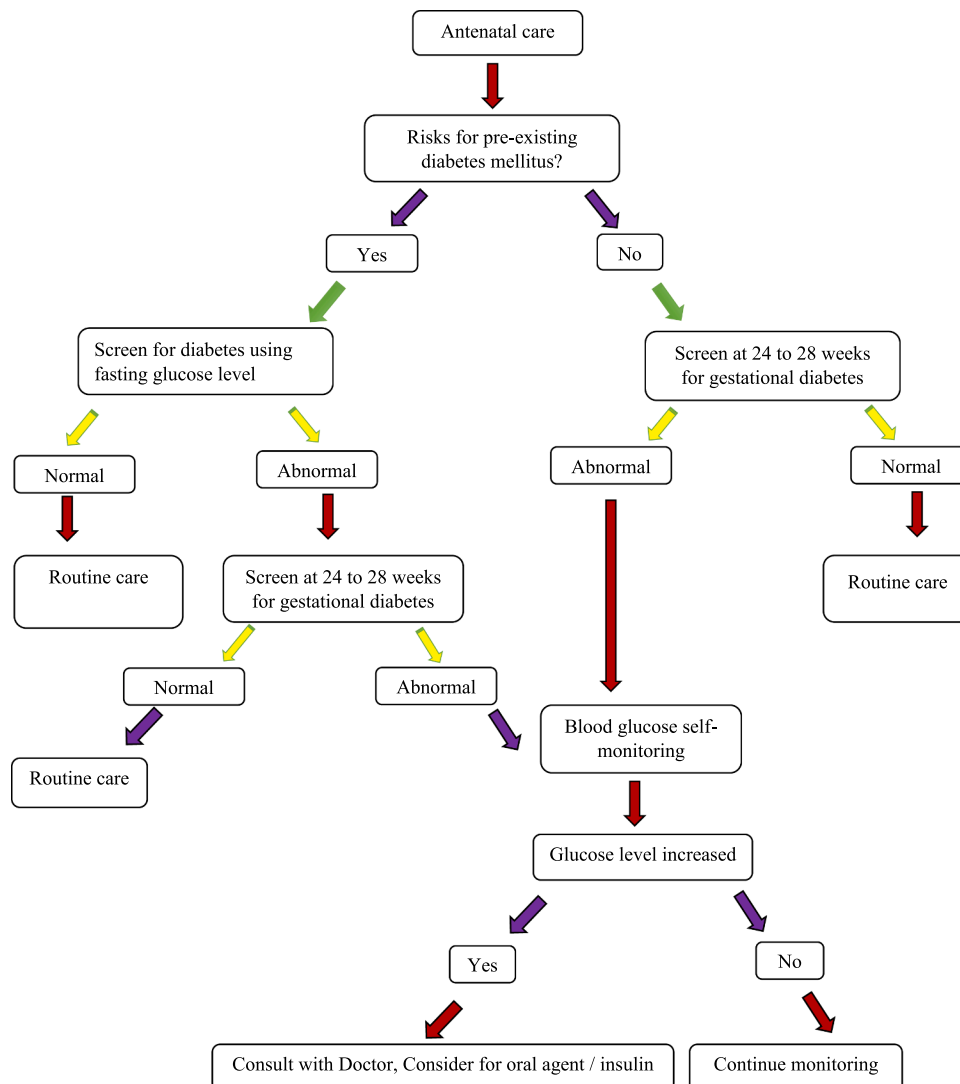 Antenatal care
Risks for pre-existing
diabetes mellitus?
Yes
No
Screen for diabetes using
fasting glucose level
Screen at 24 to 28 weeks
for gestational diabetes
Normal
Abnormal
Abnormal
Normal
Routine care
Screen at 24 to 28 weeks
for gestational diabetes
Routine care
Normal
Abnormal
Blood glucose self-
monitoring
Routine care
Glucose level increased
Yes
No
Consult with Doctor, Consider for oral agent / insulin
Continue monitoring